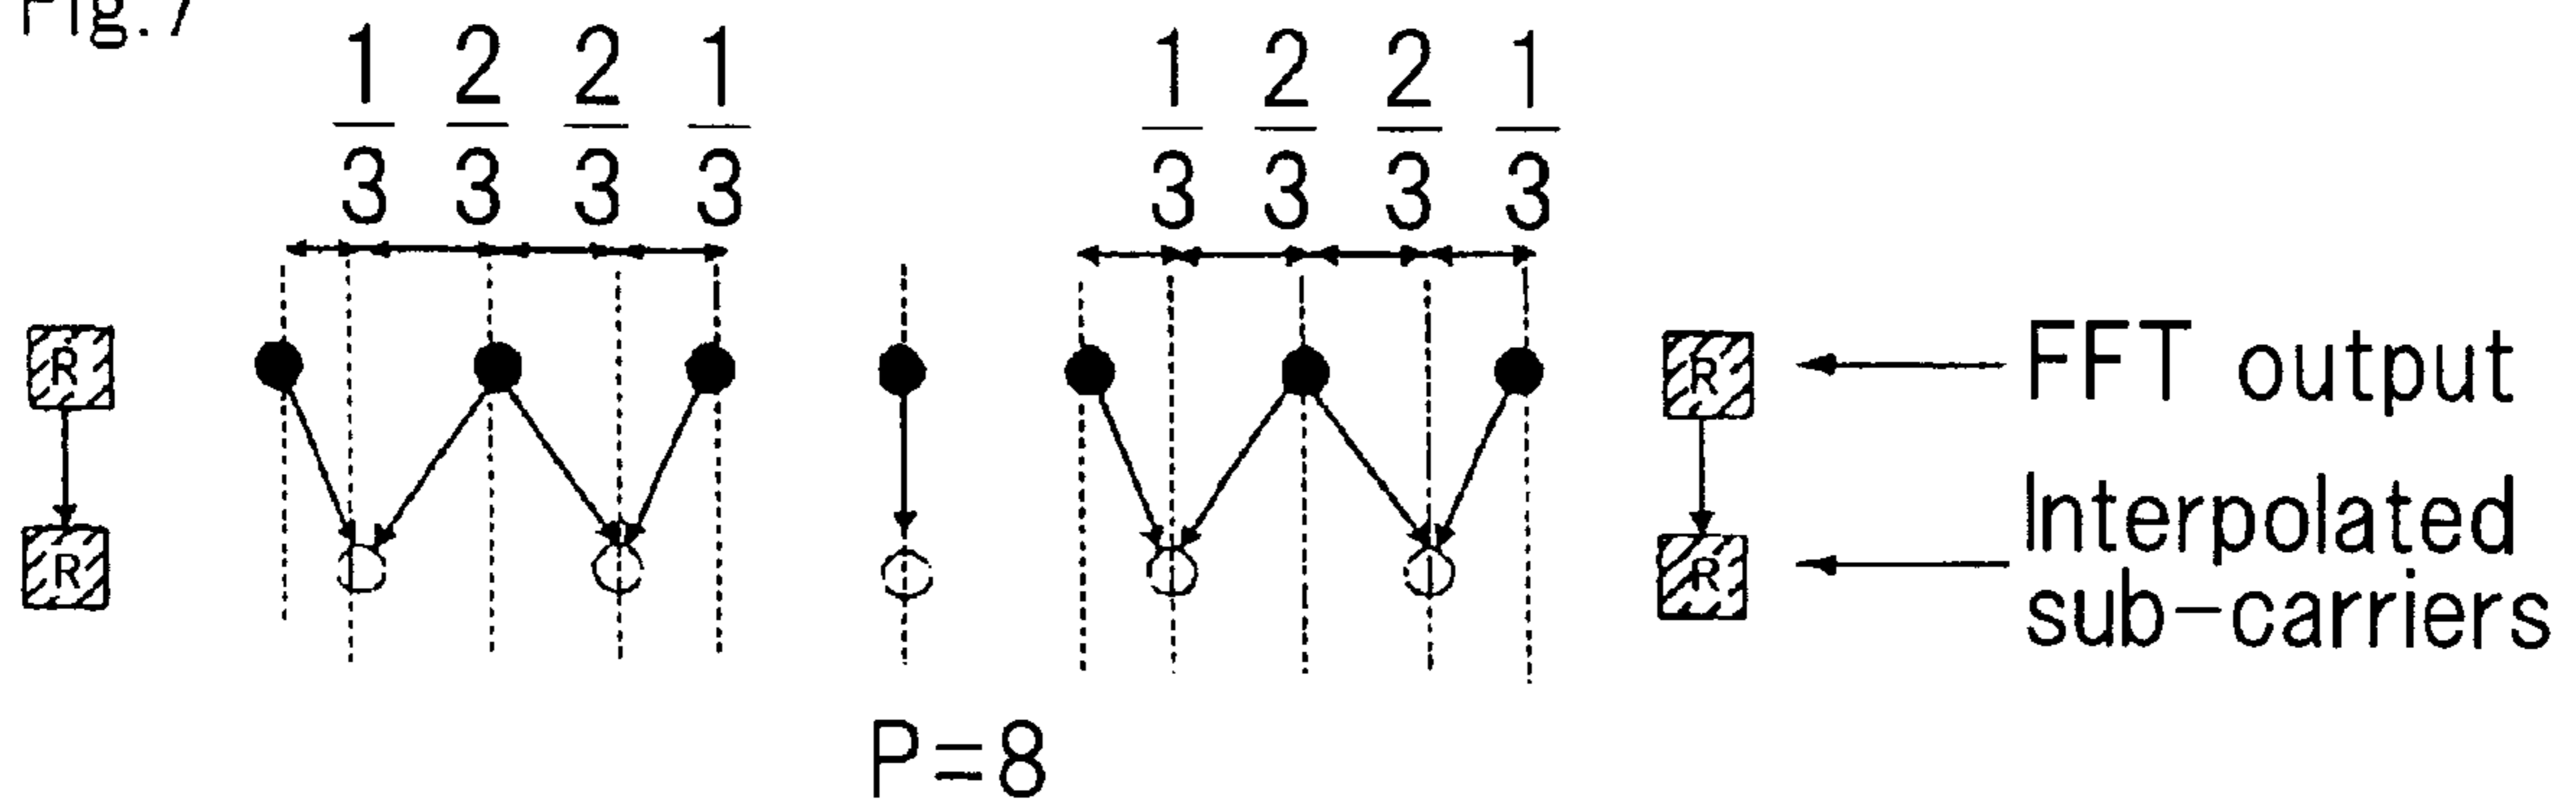 Fig.7
1/3 2/3 2/3 1/3 1/3 2/3 2/3 1/3
R R FFT output
R R Interpolated
sub-carriers
P=8